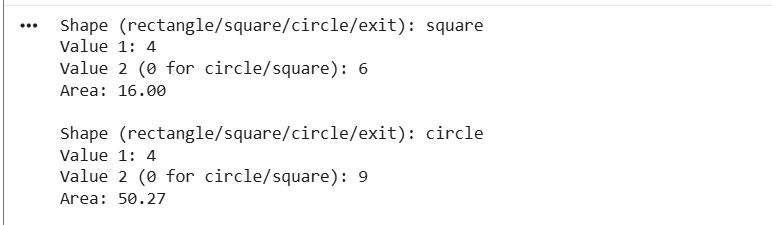 Shape (rectangle/square/circle/exit): square
Value 1: 4
Value 2 (0 for circle/square): 6
Area: 16.00
Shape (rectangle/square/circle/exit): circle
Value 1: 4
Value 2 (0 for circle/square): 9
Area: 50.27